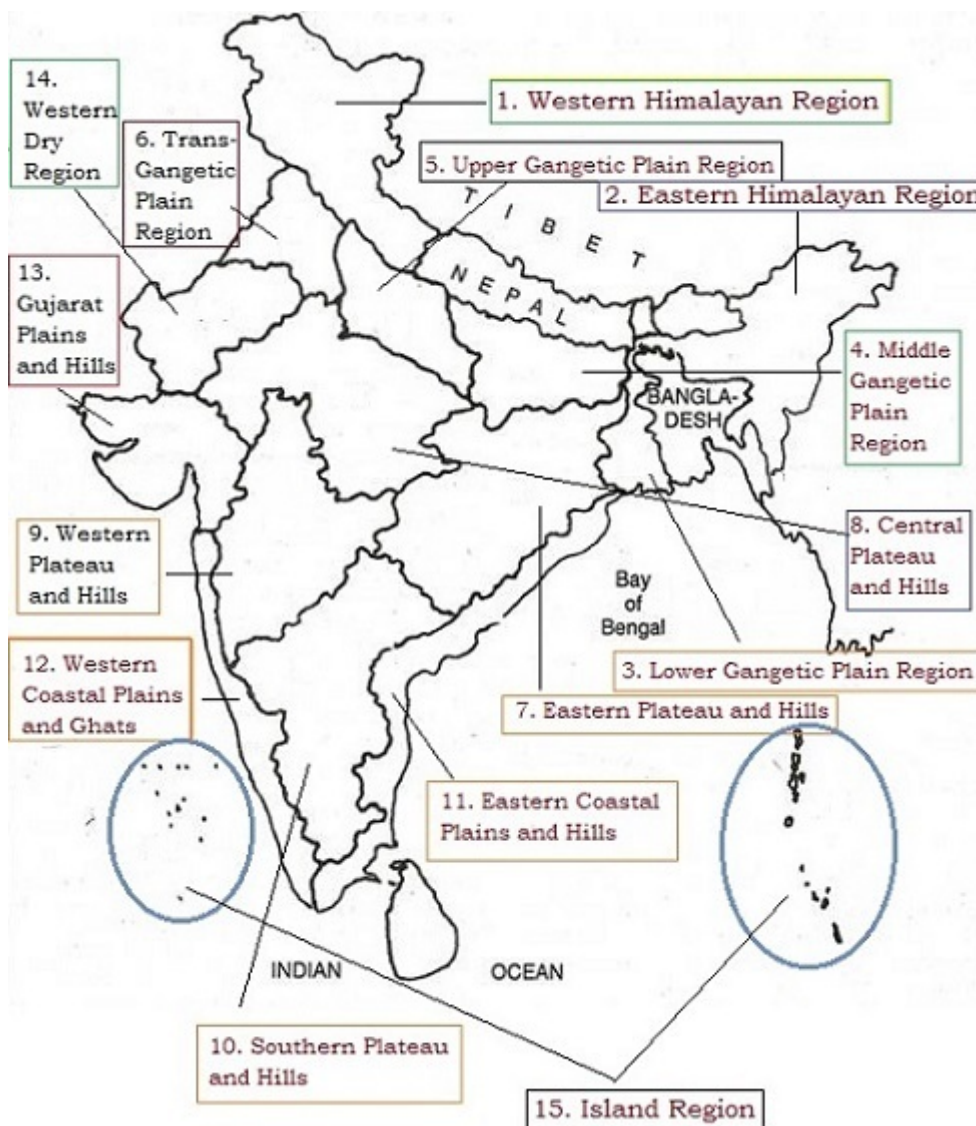 14.
Western
Dry
Region
6. Trans-
Gangetic
Plain
Region
1. Western Himalayan Region
5. Upper Gangetic Plain Region
2. Eastern Himalayan Region
T I B E T
N E P A L
13.
Gujarat
Plains
and Hills
4. Middle
Gangetic
Plain
Region
BANGLA-
DESH
9. Western
Plateau
and Hills
8. Central
Plateau
and Hills
Bay
of
Bengal
12. Western
Coastal Plains
and Ghats
3. Lower Gangetic Plain Region
7. Eastern Plateau and Hills
11. Eastern Coastal
Plains and Hills
INDIAN OCEAN
10. Southern Plateau
and Hills
15. Island Region